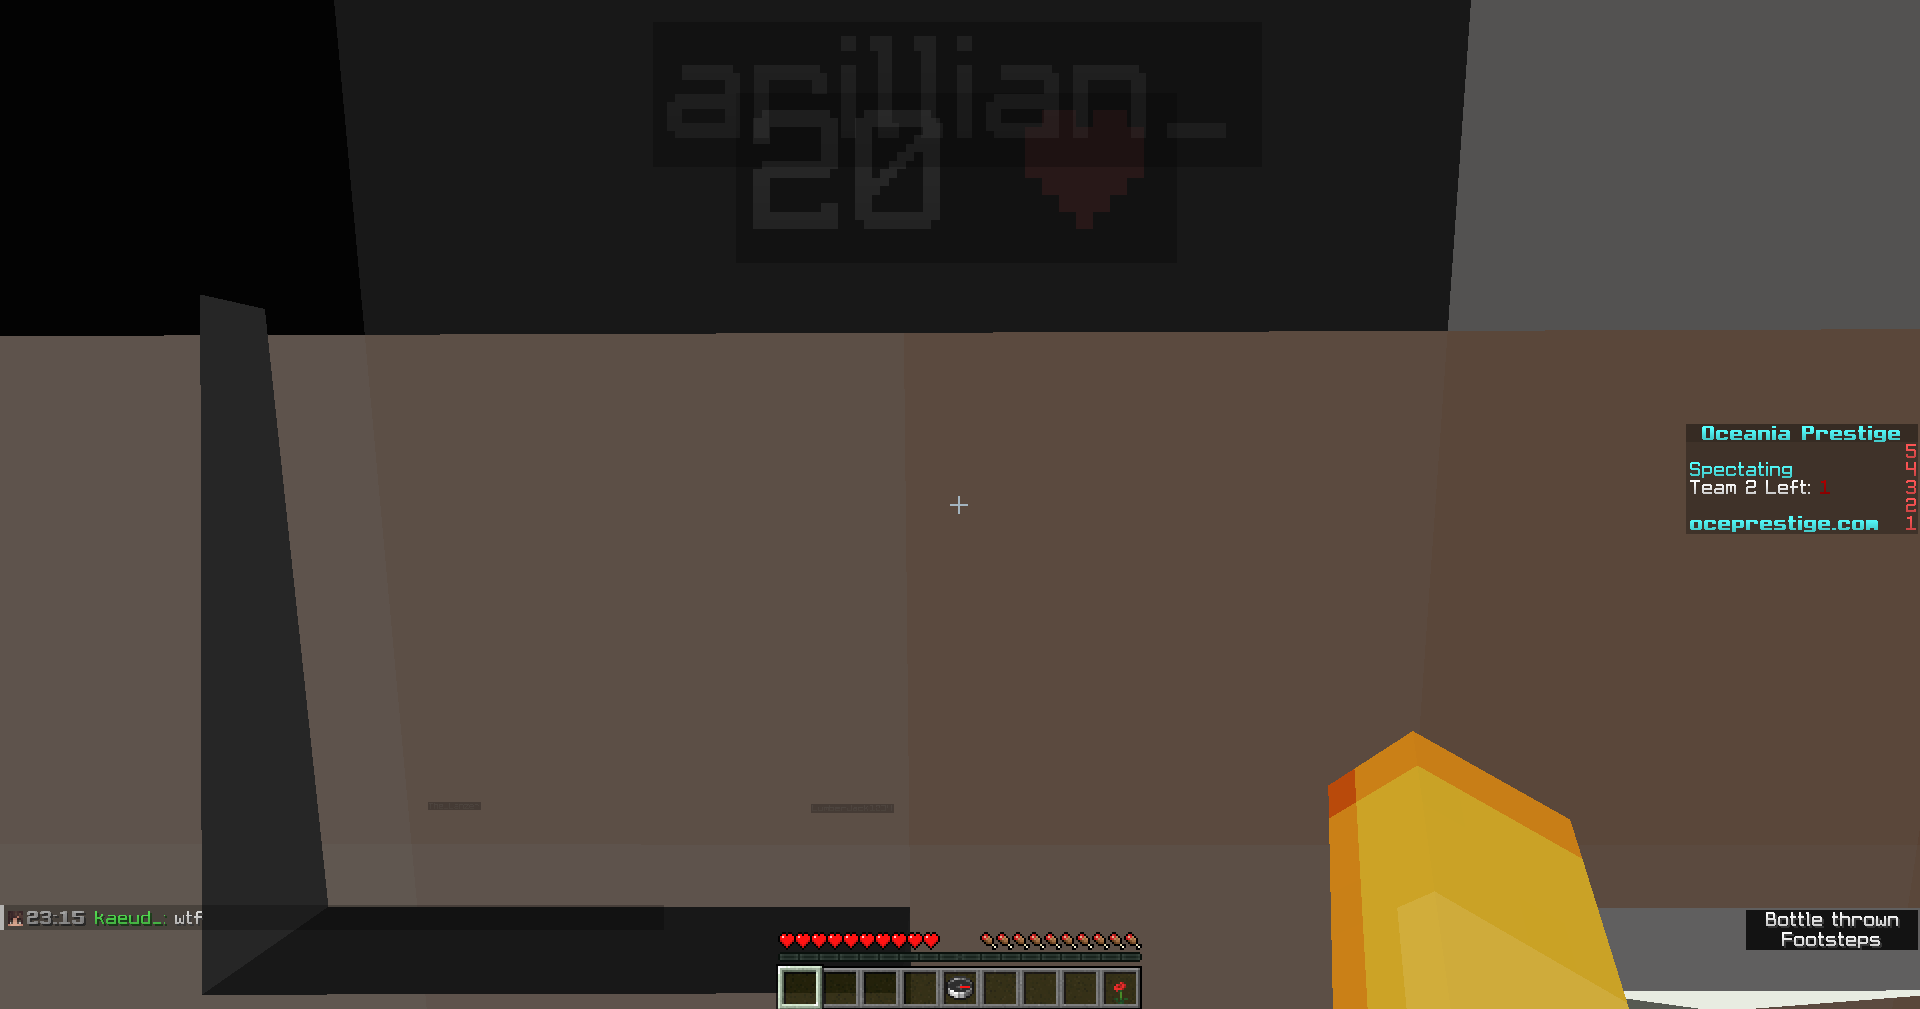 arillian_
20
Oceania Prestige
5
Spectating 4
Team 2 Left: 1 3
2
oceprestige.com 1
23:15 kaeud_: wtf
Bottle thrown
Footsteps